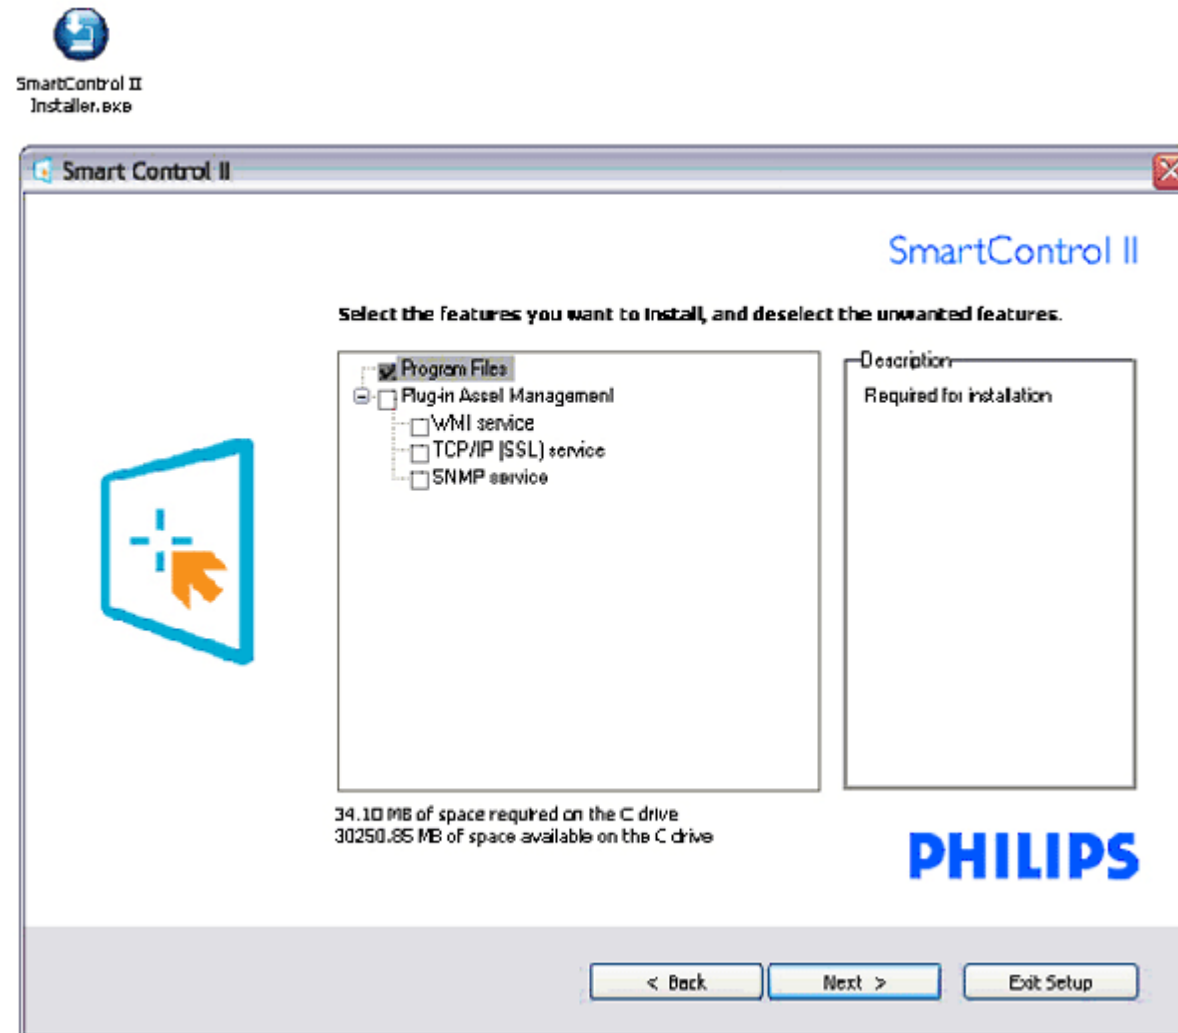 SmartControl II
Installer.exe
Smart Control II
SmartControl II
Select the features you want to install, and deselect the unwanted features.
Program Files
Plug-in Asset Management
WMI service
TCP/IP (SSL) service
SNMP service
Description
Required for installation
34.10 MB of space required on the C drive
30250.85 MB of space available on the C drive
PHILIPS
< Back
Next >
Exit Setup